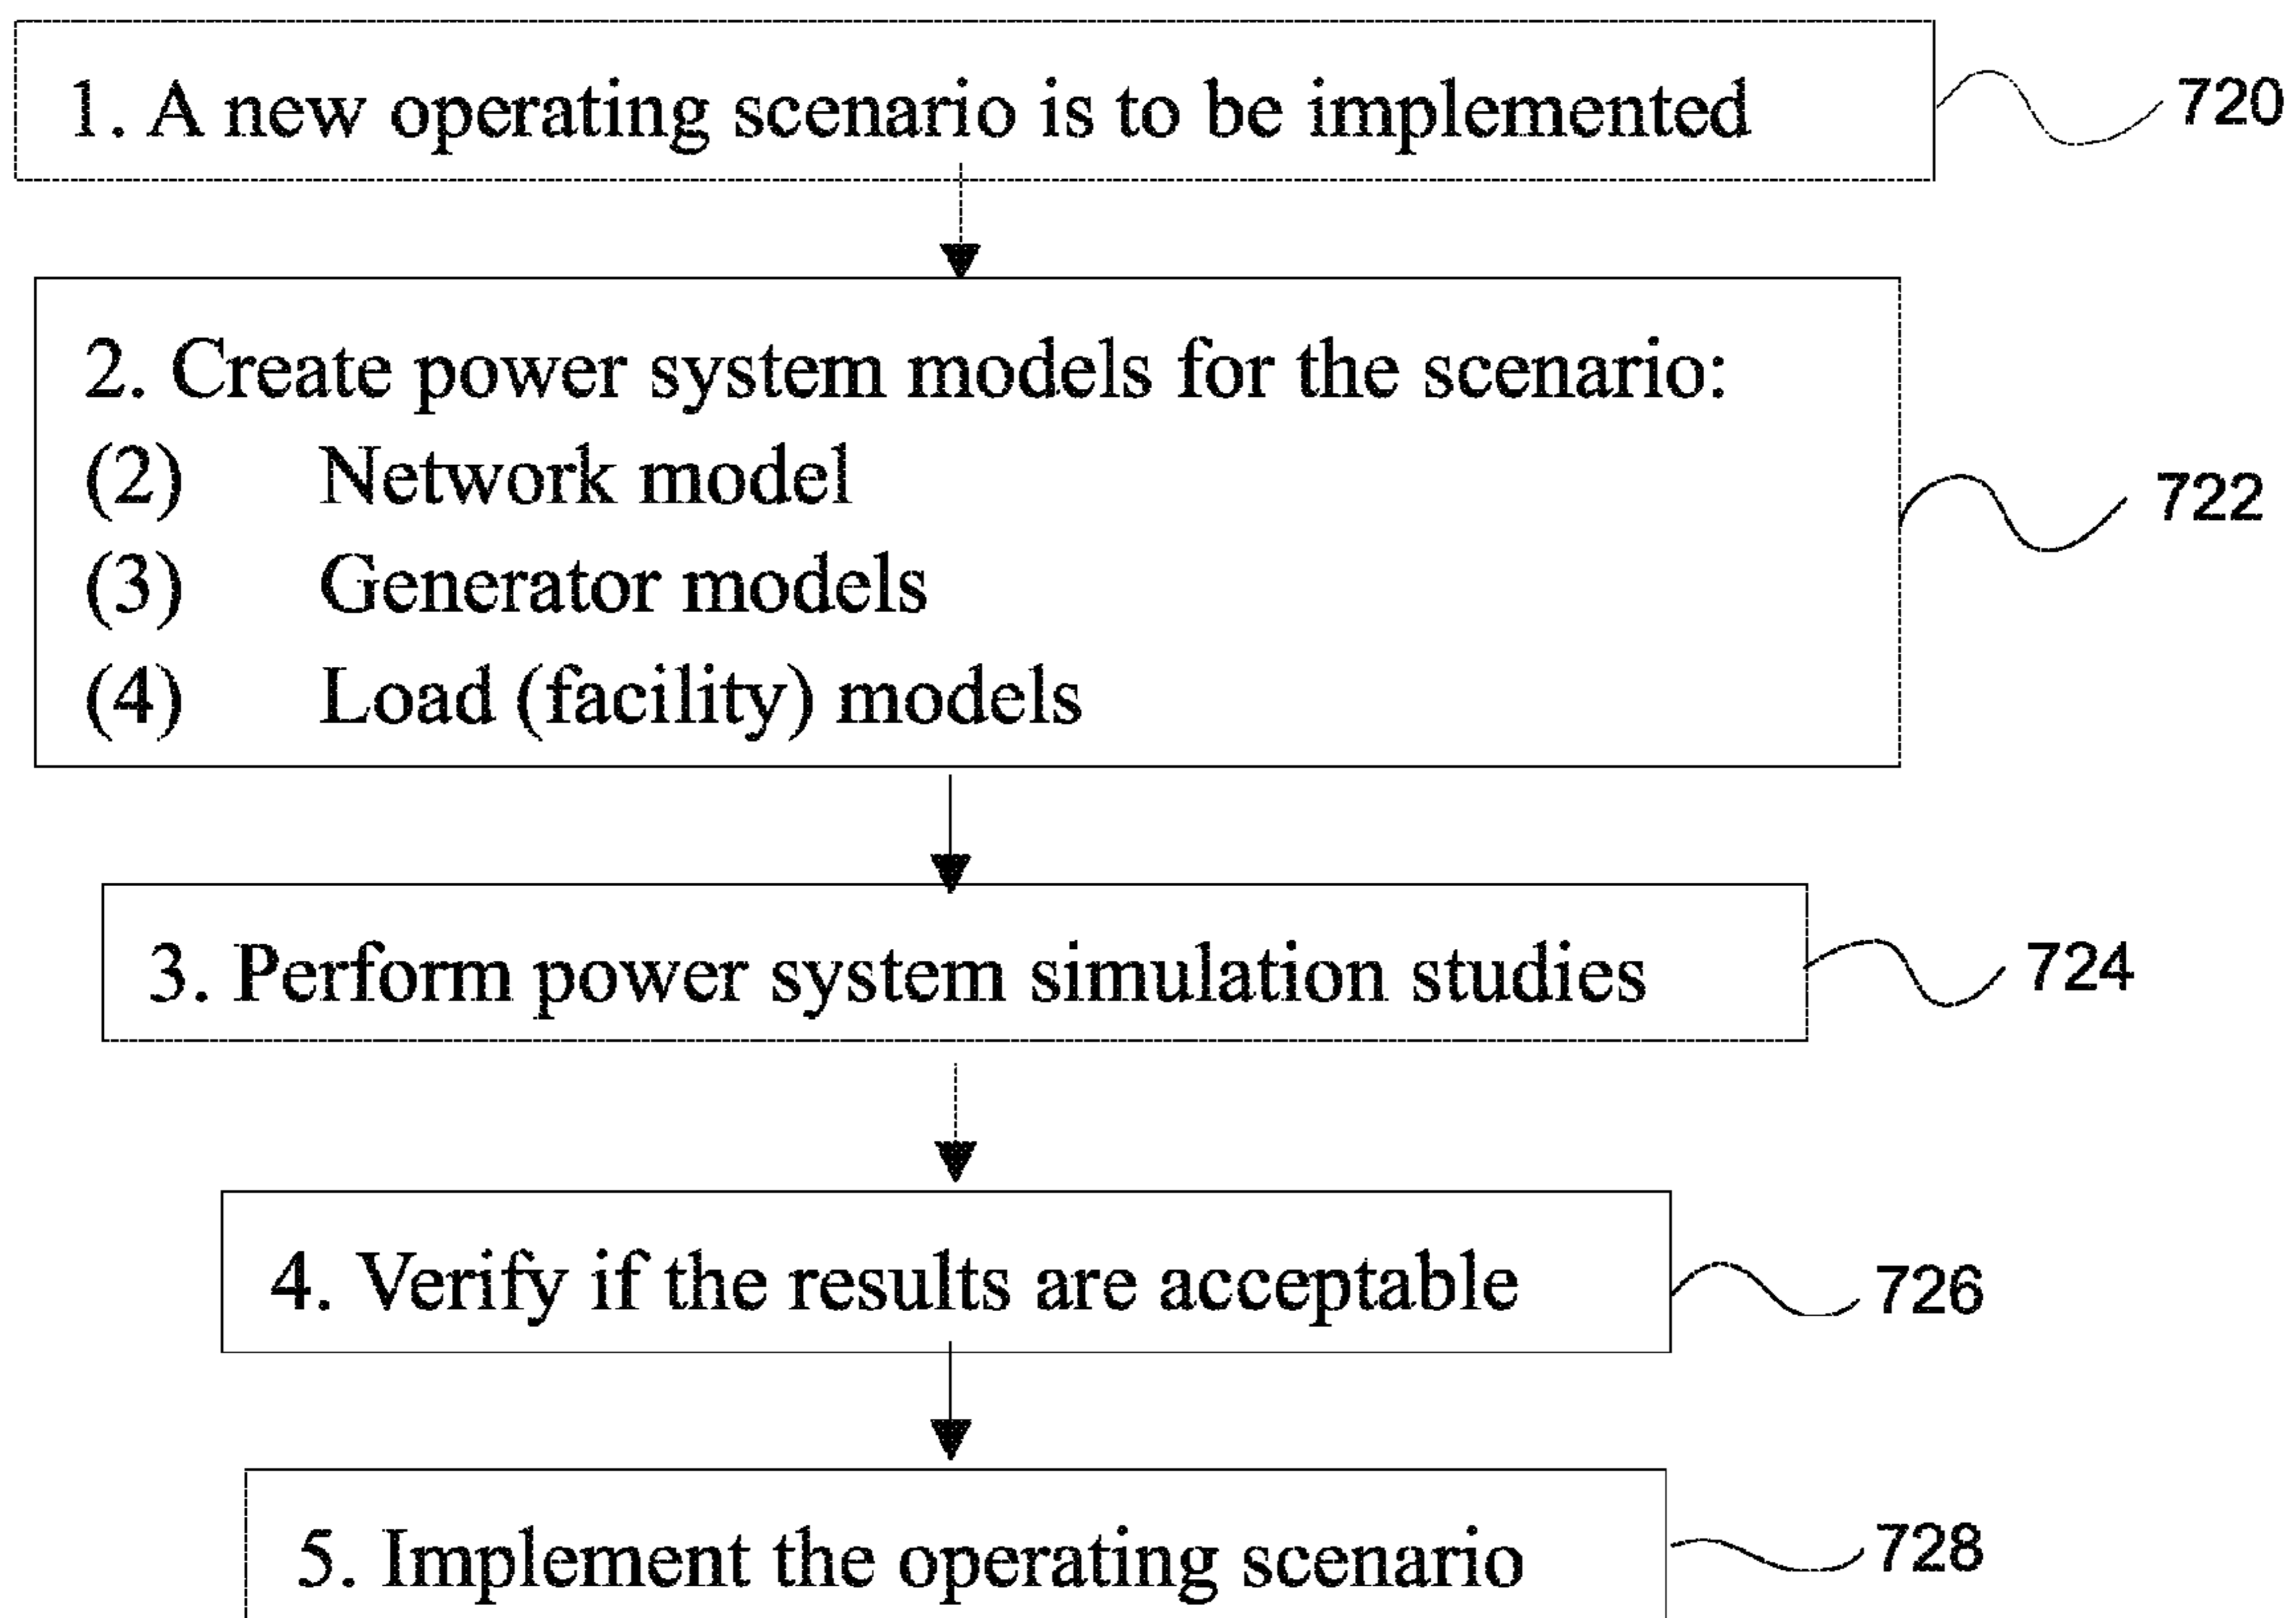 1. A new operating scenario is to be implemented
720
2. Create power system models for the scenario:
(2) Network model
(3) Generator models
(4) Load (facility) models
722
3. Perform power system simulation studies
724
4. Verify if the results are acceptable
726
5. Implement the operating scenario
728